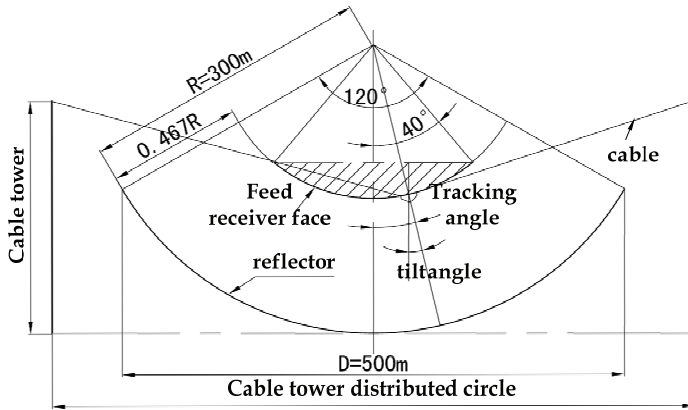 R=300m
0.467R
120°
40°
cable
Cable tower
Feed
receiver face
Tracking
angle
tiltangle
reflector
D=500m
Cable tower distributed circle